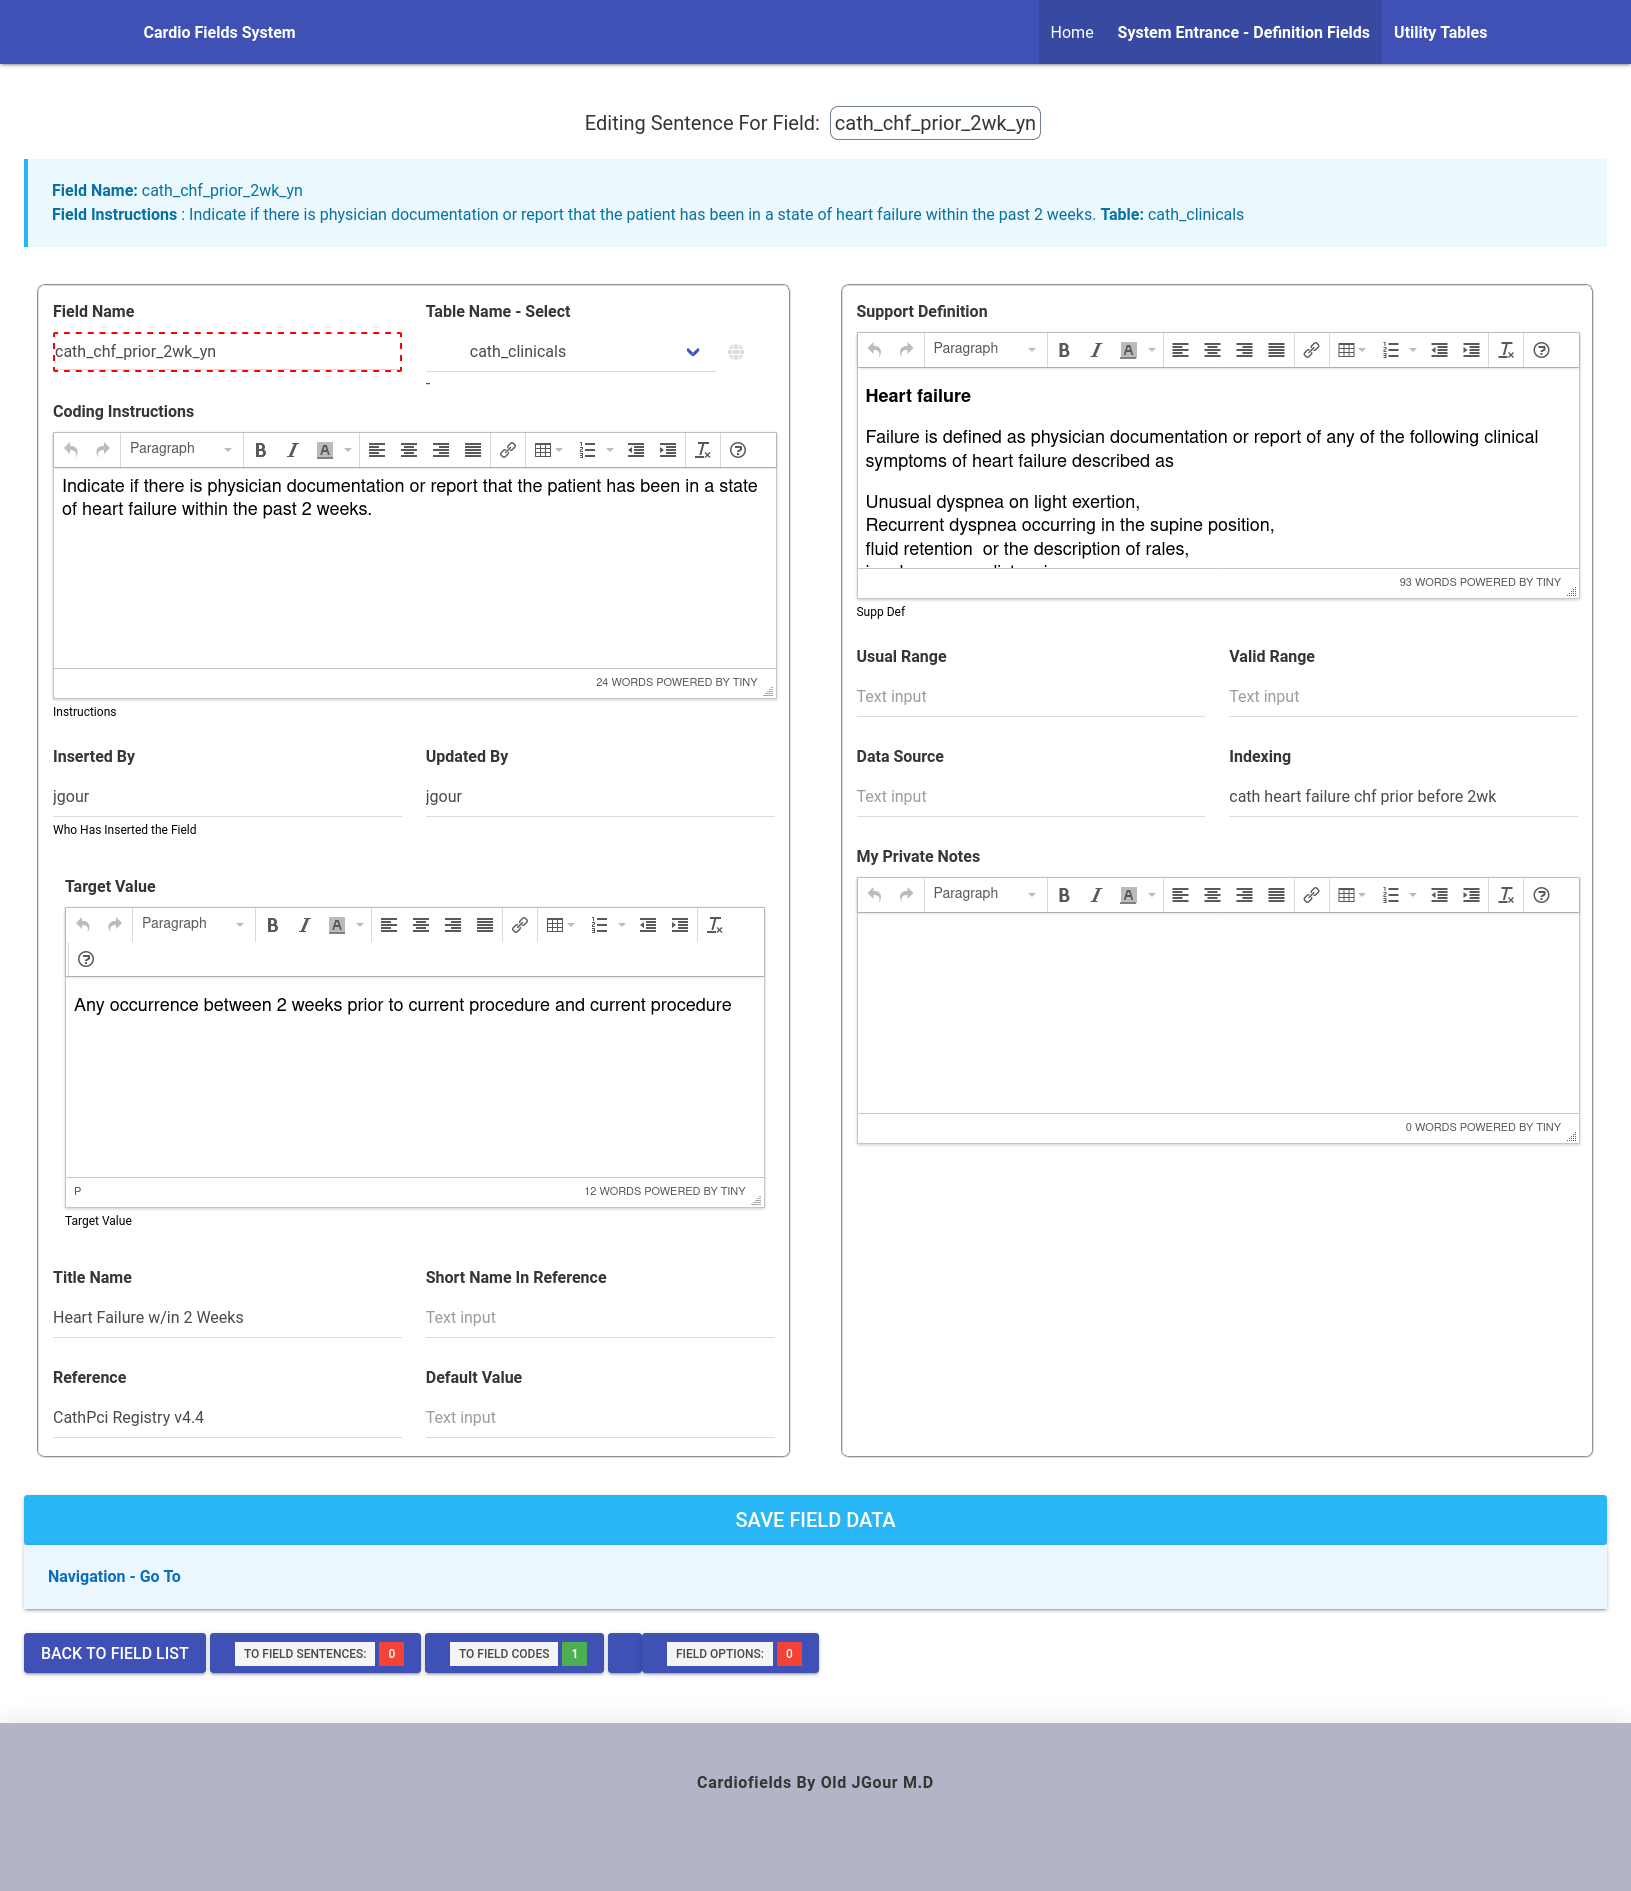 Cardio Fields System
Home
System Entrance - Definition Fields
Utility Tables
Editing Sentence For Field: cath_chf_prior_2wk_yn
Field Name: cath_chf_prior_2wk_yn
Field Instructions : Indicate if there is physician documentation or report that the patient has been in a state of heart failure within the past 2 weeks. Table: cath_clinicals
Field Name
Table Name - Select
cath_chf_prior_2wk_yn
cath_clinicals
-
Coding Instructions
Paragraph
Indicate if there is physician documentation or report that the patient has been in a state
of heart failure within the past 2 weeks.
24 WORDS POWERED BY TINY
Instructions
Inserted By
Updated By
jgour
jgour
Who Has Inserted the Field
Target Value
Paragraph
Any occurrence between 2 weeks prior to current procedure and current procedure
P
12 WORDS POWERED BY TINY
Target Value
Title Name
Short Name In Reference
Heart Failure w/in 2 Weeks
Text input
Reference
Default Value
CathPci Registry v4.4
Text input
Support Definition
Paragraph
Heart failure
Failure is defined as physician documentation or report of any of the following clinical
symptoms of heart failure described as
Unusual dyspnea on light exertion,
Recurrent dyspnea occurring in the supine position,
fluid retention  or the description of rales,
93 WORDS POWERED BY TINY
Supp Def
Usual Range
Valid Range
Text input
Text input
Data Source
Indexing
Text input
cath heart failure chf prior before 2wk
My Private Notes
Paragraph
0 WORDS POWERED BY TINY
SAVE FIELD DATA
Navigation - Go To
BACK TO FIELD LIST
TO FIELD SENTENCES: 0
TO FIELD CODES 1
FIELD OPTIONS: 0
Cardiofields By Old JGour M.D